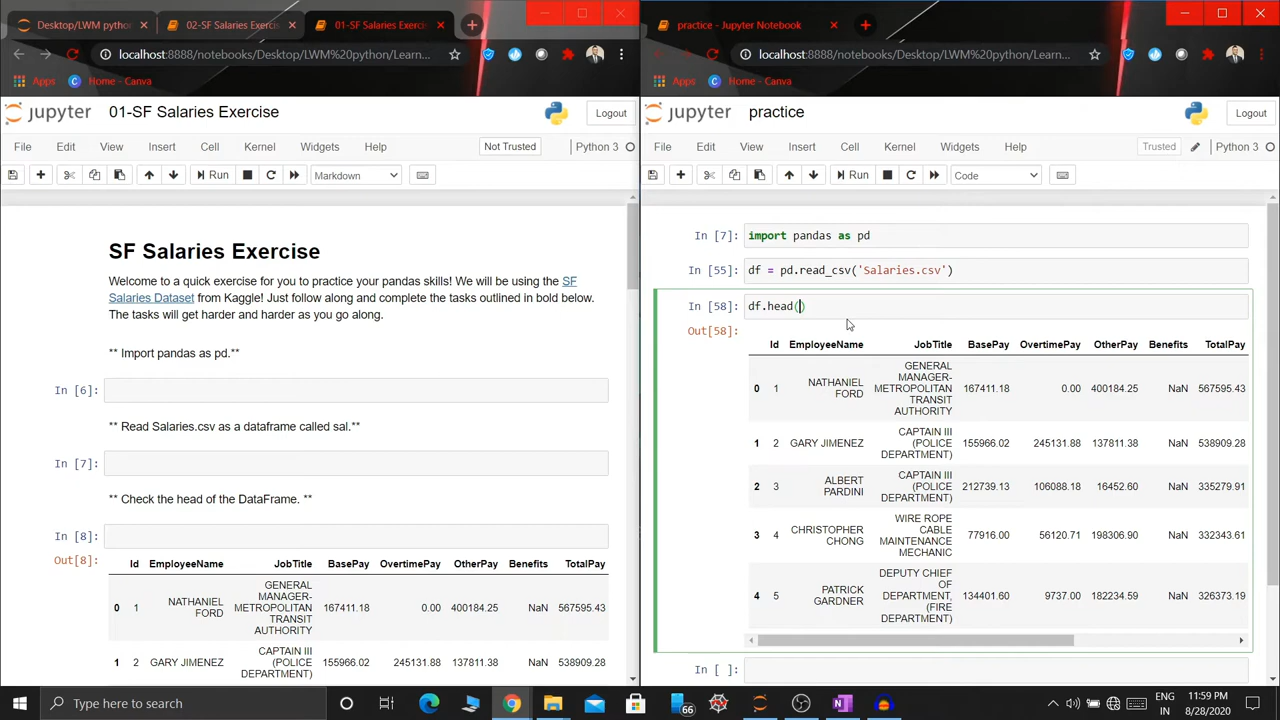 Desktop/LWM python
02-SF Salaries Exercise
01-SF Salaries Exercise
localhost:8888/notebooks/Desktop/LWM%20python/Learn...
Apps
Home - Canva
jupyter
01-SF Salaries Exercise
Logout
File Edit View Insert Cell Kernel Widgets Help
Not Trusted
Python 3
Run
Markdown
SF Salaries Exercise
Welcome to a quick exercise for you to practice your pandas skills! We will be using the SF
Salaries Dataset from Kaggle! Just follow along and complete the tasks outlined in bold below.
The tasks will get harder and harder as you go along.
** Import pandas as pd.**
In [6]:
** Read Salaries.csv as a dataframe called sal.**
In [7]:
** Check the head of the DataFrame. **
In [8]:
Out[8]:
Id EmployeeName JobTitle BasePay OvertimePay OtherPay Benefits TotalPay
GENERAL
MANAGER-
0 1 NATHANIEL FORD METROPOLITAN 167411.18 0.00 400184.25 NaN 567595.43
TRANSIT
AUTHORITY
CAPTAIN III
1 2 GARY JIMENEZ (POLICE 155966.02 245131.88 137811.38 NaN 538909.28
DEPARTMENT)
practice - Jupyter Notebook
localhost:8888/notebooks/Desktop/LWM%20python/Learn...
Apps
Home - Canva
jupyter
practice
Logout
File Edit View Insert Cell Kernel Widgets Help
Trusted
Python 3
Run
Code
In [7]: import pandas as pd
In [55]: df = pd.read_csv('Salaries.csv')
In [58]: df.head()
Out[58]:
Id EmployeeName JobTitle BasePay OvertimePay OtherPay Benefits TotalPay
GENERAL
MANAGER-
0 1 NATHANIEL FORD METROPOLITAN 167411.18 0.00 400184.25 NaN 567595.43
TRANSIT
AUTHORITY
CAPTAIN III
1 2 GARY JIMENEZ (POLICE 155966.02 245131.88 137811.38 NaN 538909.28
DEPARTMENT)
CAPTAIN III
2 3 ALBERT PARDINI (POLICE 212739.13 106088.18 16452.60 NaN 335279.91
DEPARTMENT)
WIRE ROPE
CABLE
3 4 CHRISTOPHER CHONG MAINTENANCE 77916.00 56120.71 198306.90 NaN 332343.61
MECHANIC
DEPUTY CHIEF
OF
4 5 PATRICK GARDNER DEPARTMENT, 134401.60 9737.00 182234.59 NaN 326373.19
(FIRE
DEPARTMENT)
In [ ]:
Type here to search
66
ENG
IN
11:59 PM
8/28/2020